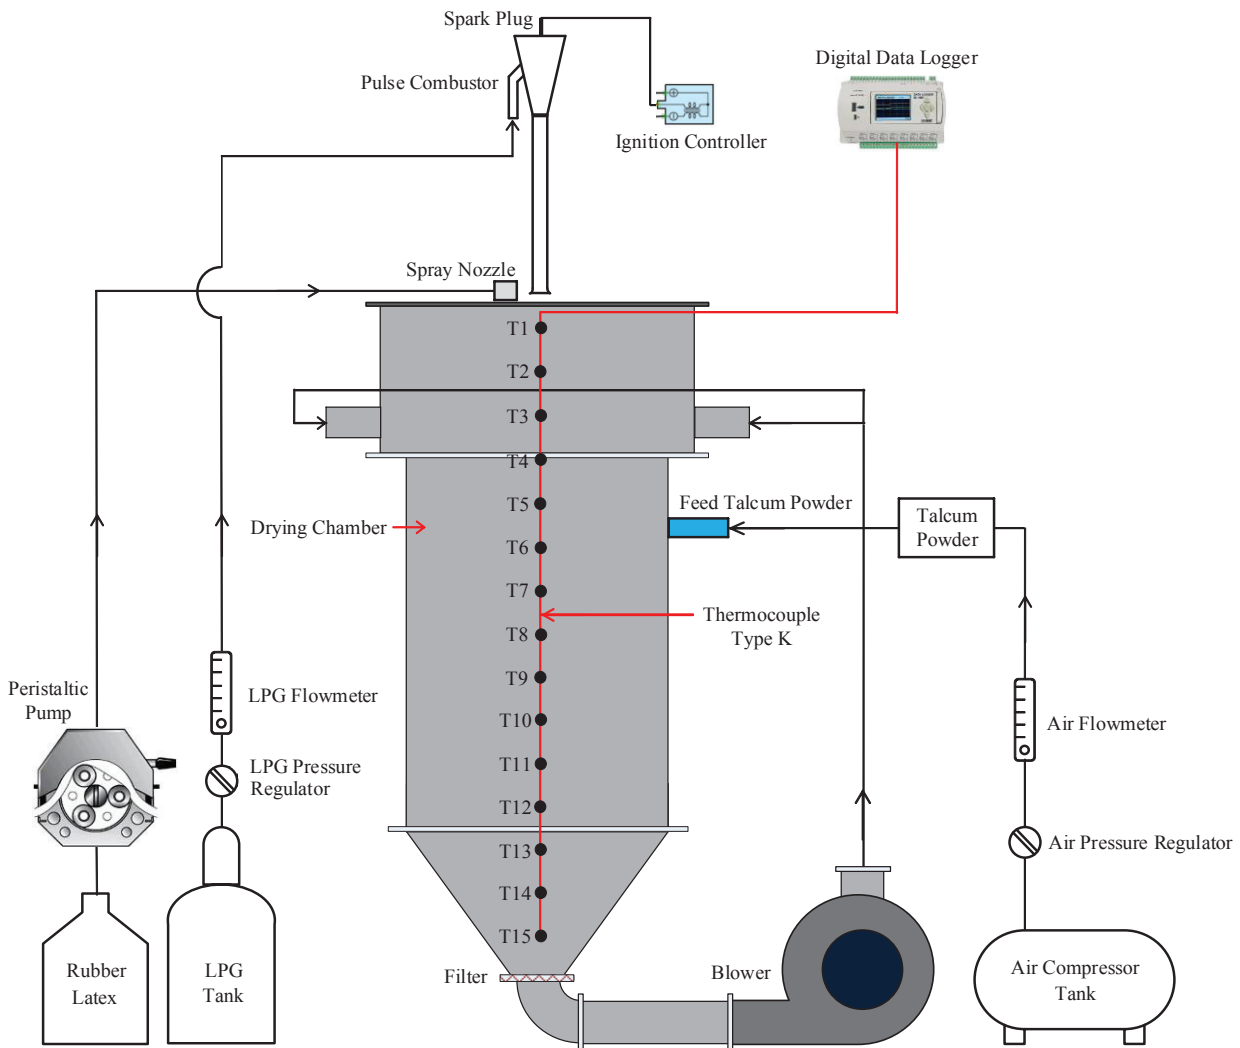 Spark Plug
Pulse Combustor
Digital Data Logger
Ignition Controller
Spray Nozzle
T1
T2
T3
T4
T5
Feed Talcum Powder
Talcum
Powder
Drying Chamber
T6
T7
Thermocouple
Type K
T8
T9
Peristaltic
Pump
LPG Flowmeter
T10
Air Flowmeter
T11
LPG Pressure
Regulator
T12
T13
Air Pressure Regulator
T14
T15
Filter
Blower
Rubber
Latex
LPG
Tank
Air Compressor
Tank